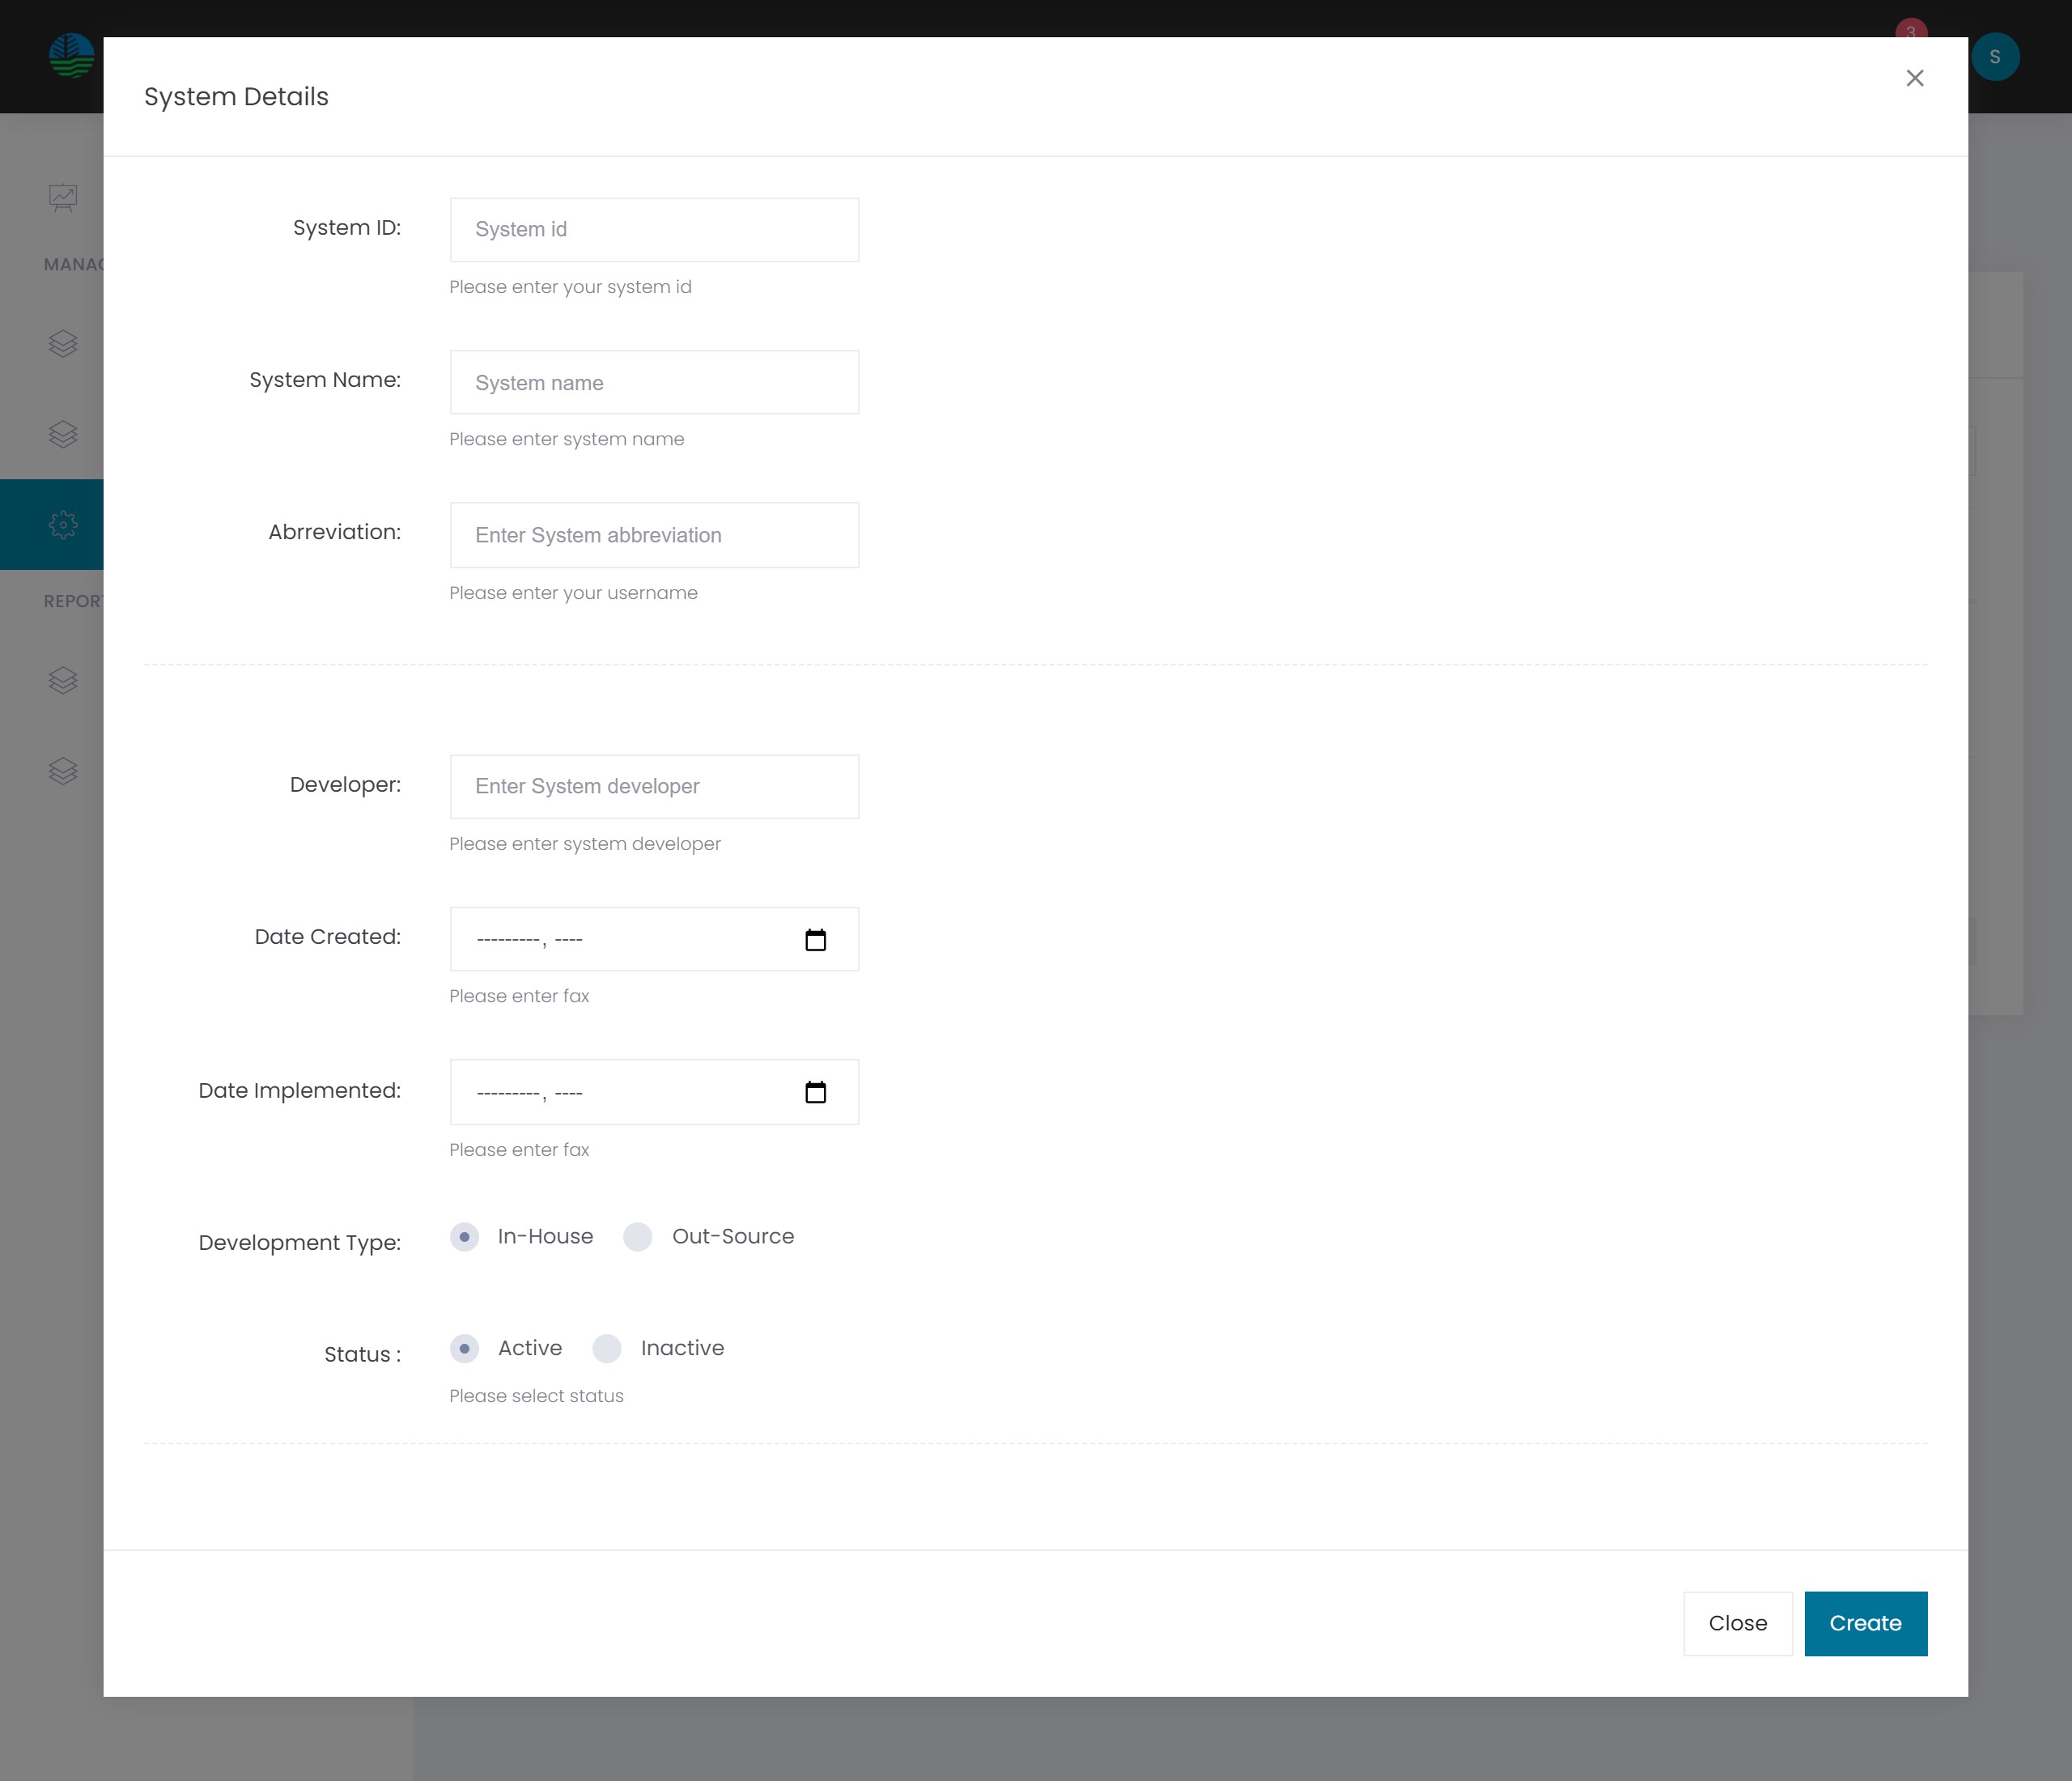 3
S
System Details
MANAG
REPORT
System ID:
System id
Please enter your system id
System Name:
System name
Please enter system name
Abrreviation:
Enter System abbreviation
Please enter your username
Developer:
Enter System developer
Please enter system developer
Date Created:
---------, ----
Please enter fax
Date Implemented:
---------, ----
Please enter fax
Development Type:
In-House Out-Source
Status :
Active Inactive
Please select status
Close Create